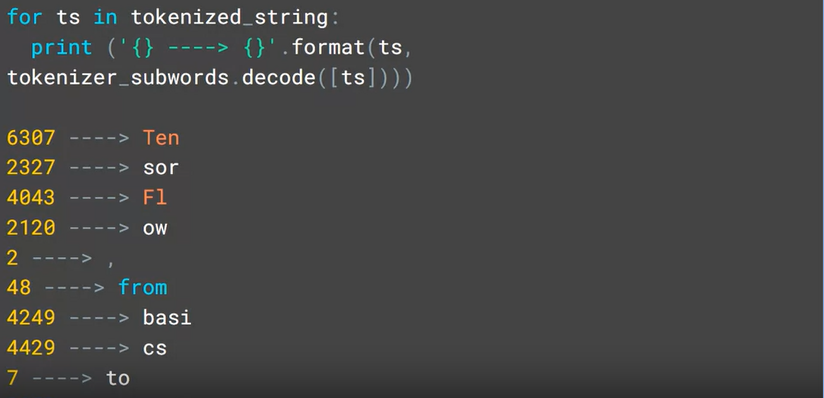 for ts in tokenized_string:
  print ('{} ----> {}'.format(ts,
tokenizer_subwords.decode([ts])))

6307 ----> Ten
2327 ----> sor
4043 ----> Fl
2120 ----> ow
2 ----> ,
48 ----> from
4249 ----> basi
4429 ----> cs
7 ----> to